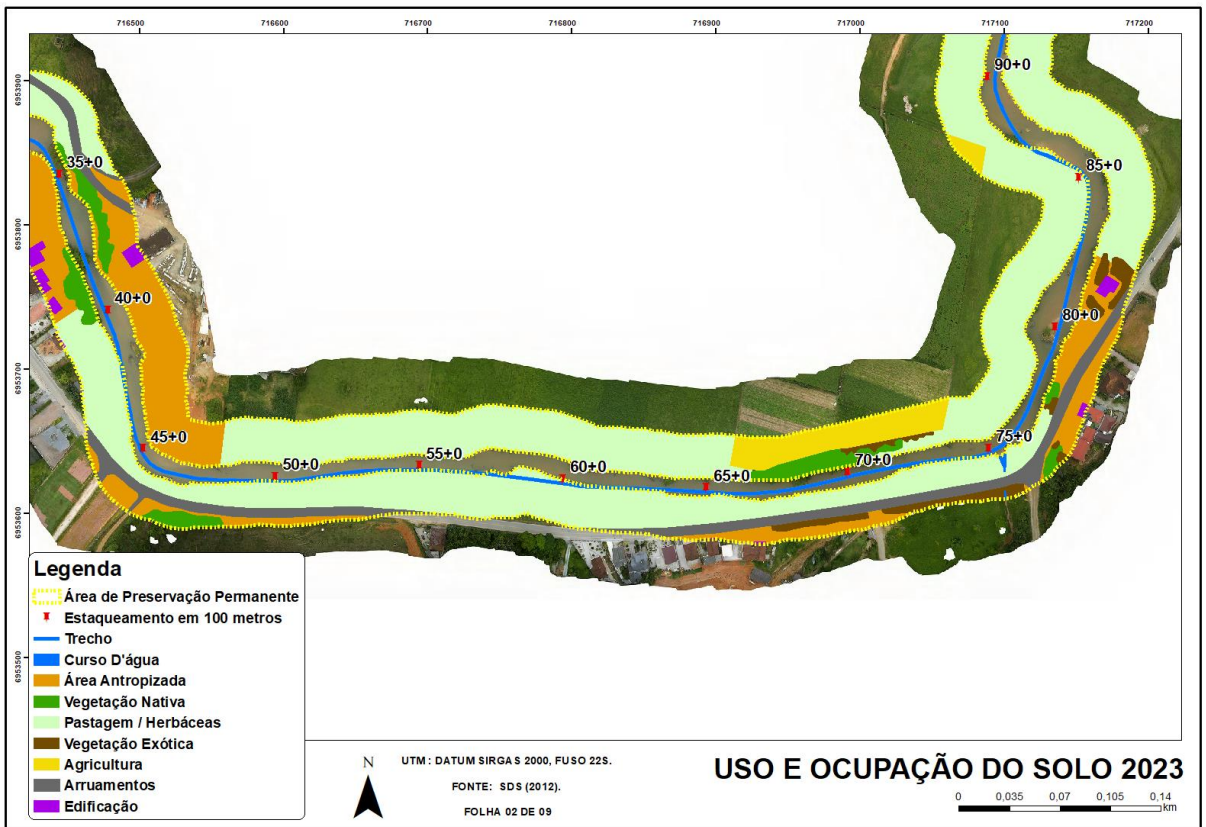 716500 716600 716700 716800 716900 717000 717100 717200
6953900
6953800
6953700
6953600
6953500
90+0
35+0
85+0
40+0
80+0
45+0
75+0
50+0
55+0
60+0
65+0
70+0
Legenda
Área de Preservação Permanente
Estaqueamento em 100 metros
Trecho
Curso D'água
Área Antropizada
Vegetação Nativa
Pastagem / Herbáceas
Vegetação Exótica
Agricultura
Arruamentos
Edificação
N
UTM: DATUM SIRGAS 2000, FUSO 22S.
FONTE: SDS (2012).
FOLHA 02 DE 09
USO E OCUPAÇÃO DO SOLO 2023
0 0,035 0,07 0,105 0,14
km